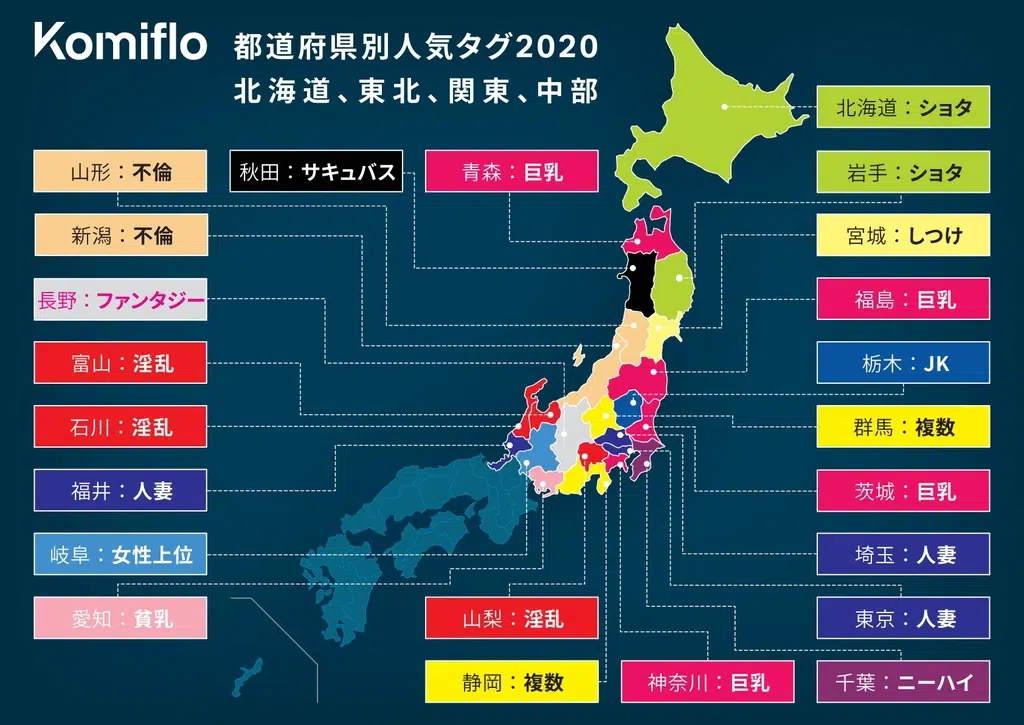 Komiflo
都道府県別人気タグ2020
北海道、東北、関東、中部
北海道：ショタ
山形：不倫
秋田：サキュバス
青森：巨乳
岩手：ショタ
新潟：不倫
宮城：しつけ
長野：ファンタジー
福島：巨乳
富山：淫乱
栃木：JK
石川：淫乱
群馬：複数
福井：人妻
茨城：巨乳
岐阜：女性上位
埼玉：人妻
愛知：貧乳
山梨：淫乱
東京：人妻
静岡：複数
神奈川：巨乳
千葉：ニーハイ